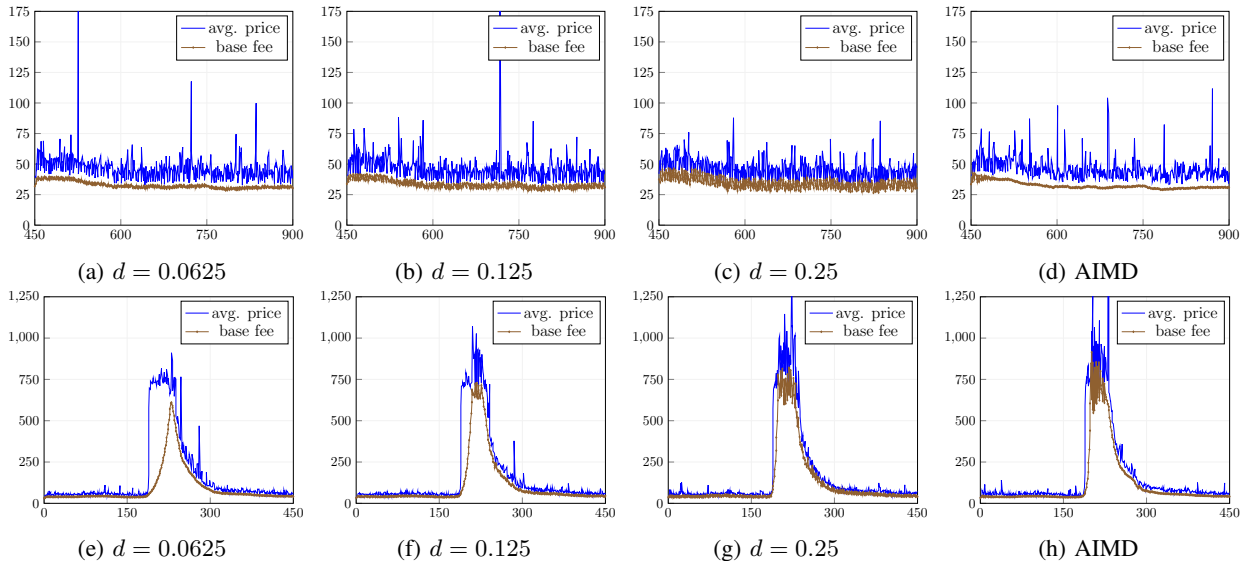 175
150
125
100
75
50
25
0
450 600 750 900
avg. price
base fee
(a) d = 0.0625
175
150
125
100
75
50
25
0
450 600 750 900
avg. price
base fee
(b) d = 0.125
175
150
125
100
75
50
25
0
450 600 750 900
avg. price
base fee
(c) d = 0.25
175
150
125
100
75
50
25
0
450 600 750 900
avg. price
base fee
(d) AIMD
1,250
1,000
750
500
250
0
0 150 300 450
avg. price
base fee
(e) d = 0.0625
1,250
1,000
750
500
250
0
0 150 300 450
avg. price
base fee
(f) d = 0.125
1,250
1,000
750
500
250
0
0 150 300 450
avg. price
base fee
(g) d = 0.25
1,250
1,000
750
500
250
0
0 150 300 450
avg. price
base fee
(h) AIMD